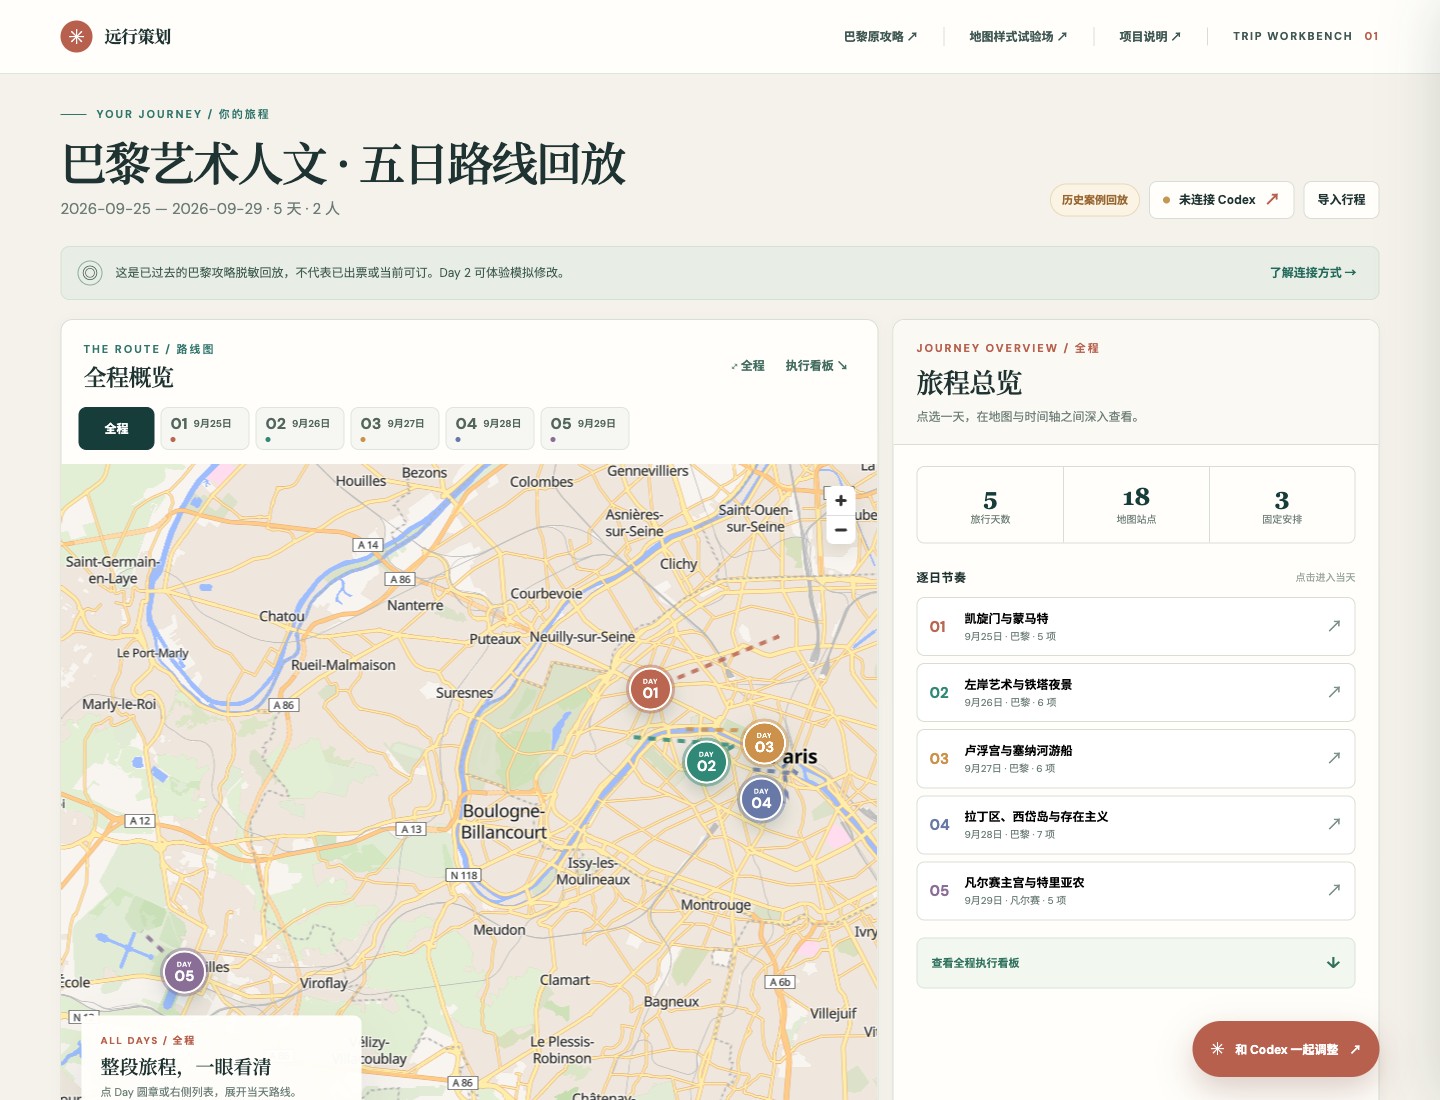 远行策划
巴黎原攻略 ↗
地图样式试验场 ↗
项目说明 ↗
TRIP WORKBENCH 01
YOUR JOURNEY / 你的旅程
巴黎艺术人文 · 五日路线回放
2026-09-25 — 2026-09-29 · 5 天 · 2 人
历史案例回放
未连接 Codex ↗
导入行程
这是已过去的巴黎攻略脱敏回放，不代表已出票或当前可订。Day 2 可体验模拟修改。
了解连接方式 →
THE ROUTE / 路线图
全程概览
全程
执行看板 ↘
全程
01 9月25日
02 9月26日
03 9月27日
04 9月28日
05 9月29日
Houilles
Bezons
Colombes
Gennevilliers
La
Asnières-
sur-Seine
Saint-Ouen-
sur-Seine
ube
+
−
A 14
Saint-Germain-
en-Laye
A 86
Clichy
Courbevoie
Nanterre
Chatou
Puteaux
Neuilly-sur-Seine
Le Port-Marly
Rueil-Malmaison
Suresnes
Marly-le-Roi
A 86
DAY
01
DAY
02
DAY
03
aris
DAY
04
Boulogne-
Billancourt
A 12
A 13
Issy-les-
Moulineaux
N 118
Montrouge
Meudon
Ivry
DAY
05
illes
École
Viroflay
Clamart
A 6b
Bagneux
Villejuif
Vit
Le Plessis-
Robinson
élizy-
coublay
A 86
Châtenay-
ALL DAYS / 全程
整段旅程，一眼看清
点 Day 圆章或右侧列表，展开当天路线。
JOURNEY OVERVIEW / 全程
旅程总览
点选一天，在地图与时间轴之间深入查看。
5
旅行天数
18
地图站点
3
固定安排
逐日节奏
点击进入当天
01
凯旋门与蒙马特
9月25日 · 巴黎 · 5 项
↗
02
左岸艺术与铁塔夜景
9月26日 · 巴黎 · 6 项
↗
03
卢浮宫与塞纳河游船
9月27日 · 巴黎 · 6 项
↗
04
拉丁区、西岱岛与存在主义
9月28日 · 巴黎 · 7 项
↗
05
凡尔赛主宫与特里亚农
9月29日 · 凡尔赛 · 5 项
↗
查看全程执行看板 ↓
和 Codex 一起调整 ↗